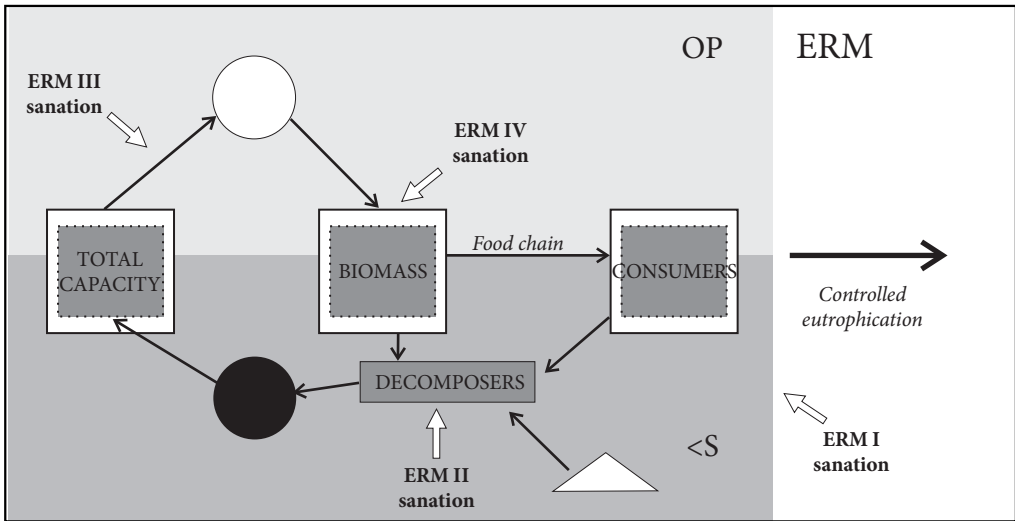 OP
ERM
ERM III
sanation
ERM IV
sanation
TOTAL
CAPACITY
BIOMASS
Food chain
CONSUMERS
Controlled
eutrophication
DECOMPOSERS
<S
ERM I
sanation
ERM II
sanation